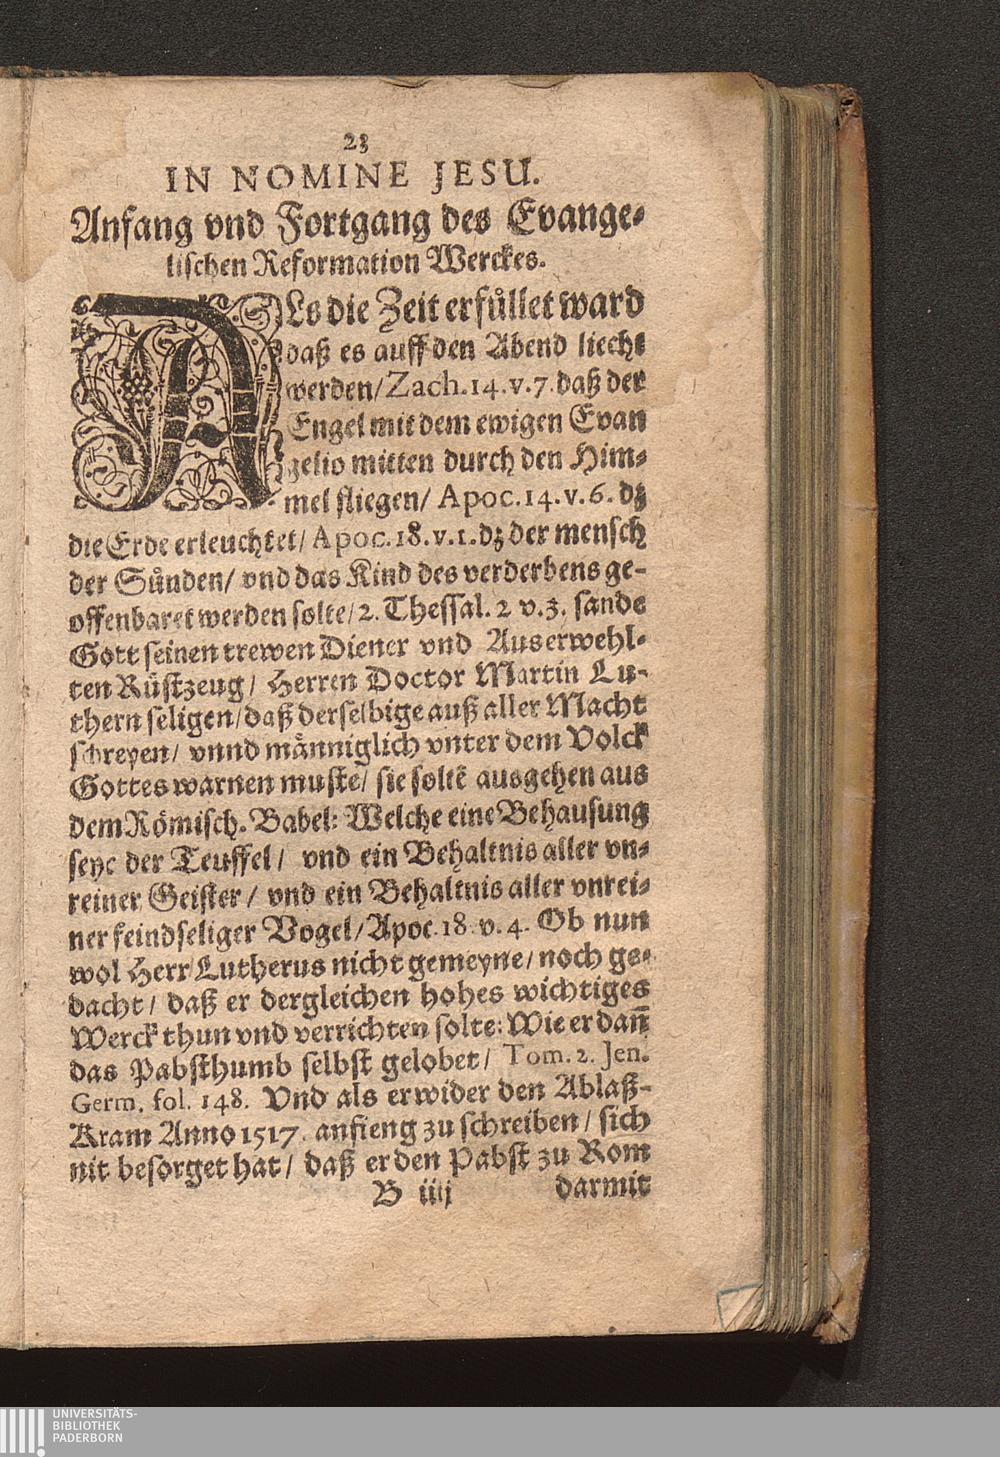 23
IN NOMINE JESU.
Anfang vnd Fortgang des Evange-
lischen Reformation Werckes.
ALs die Zeit erfüllet ward
daß es auff den Abend liecht
werden/ Zach. 14. v. 7. daß der
Engel mit dem ewigen Evan
gelio mitten durch den Him-
mel fliegen/ Apoc. 14. v. 6. dz
die Erde erleuchtet/ Apoc. 18. v. 1. dz der mensch
der Sünden/ vnd das Kind des verderbens ge-
offenbaret werden solte/ 2. Thessal. 2 v. 3. sande
Gott seinen trewen Diener vnd Auserwehl-
ten Rüstzeug/ Herren Doctor Martin Lu-
thern seligen/ daß derselbige auß aller Macht
schreyen/ vnnd männiglich vnter dem Volck
Gottes warnen muste/ sie soltē ausgehen aus
dem Römisch. Babel: Welche eine Behausung
seye der Teuffel/ vnd ein Behaltnis aller vn-
reiner Geister/ vnd ein Behaltnis aller vnrei-
ner feindseliger Vogel/ Apoc. 18. v. 4. Ob nun
wol Herr Lutherus nicht gemeyne/ noch ge-
dacht/ daß er dergleichen hohes wichtiges
Werck thun vnd verrichten solte: Wie er dañ
das Pabsthumb selbst gelobet/ Tom. 2. Jen.
Germ. fol. 148. Vnd als er wider den Ablaß-
Kram Anno 1517. anfieng zu schreiben/ sich
nit besorget hat/ daß er den Pabst zu Rom
B iiij darmit
UNIVERSITÄTS-
BIBLIOTHEK
PADERBORN